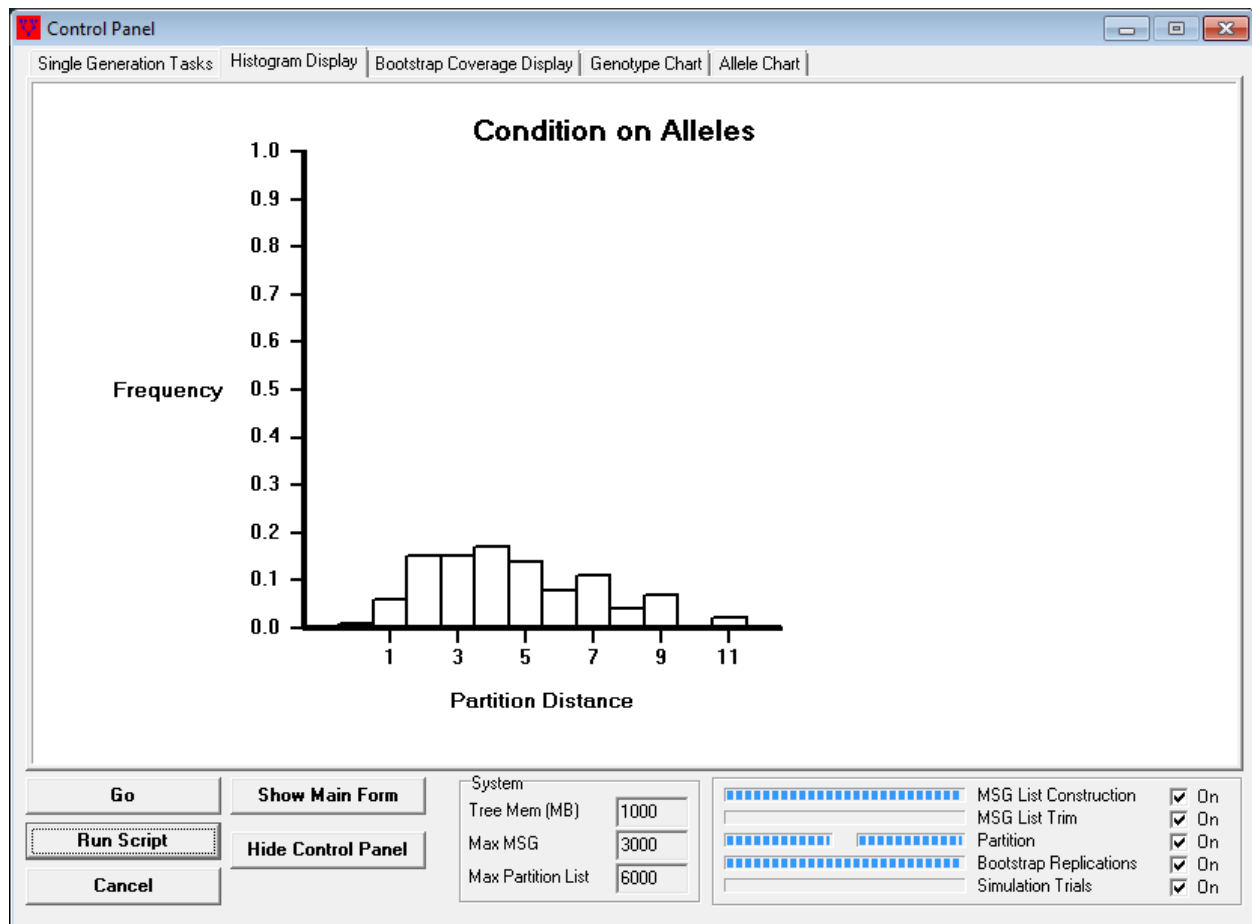 Control Panel
Single Generation Tasks Histogram Display Bootstrap Coverage Display Genotype Chart Allele Chart
Condition on Alleles
1.0
0.9
0.8
0.7
0.6
Frequency 0.5
0.4
0.3
0.2
0.1
0.0
1 3 5 7 9 11
Partition Distance
Go Show Main Form
Run Script Hide Control Panel
Cancel
System
Tree Mem (MB) 1000
Max MSG 3000
Max Partition List 6000
MSG List Construction On
MSG List Trim On
Partition On
Bootstrap Replications On
Simulation Trials On